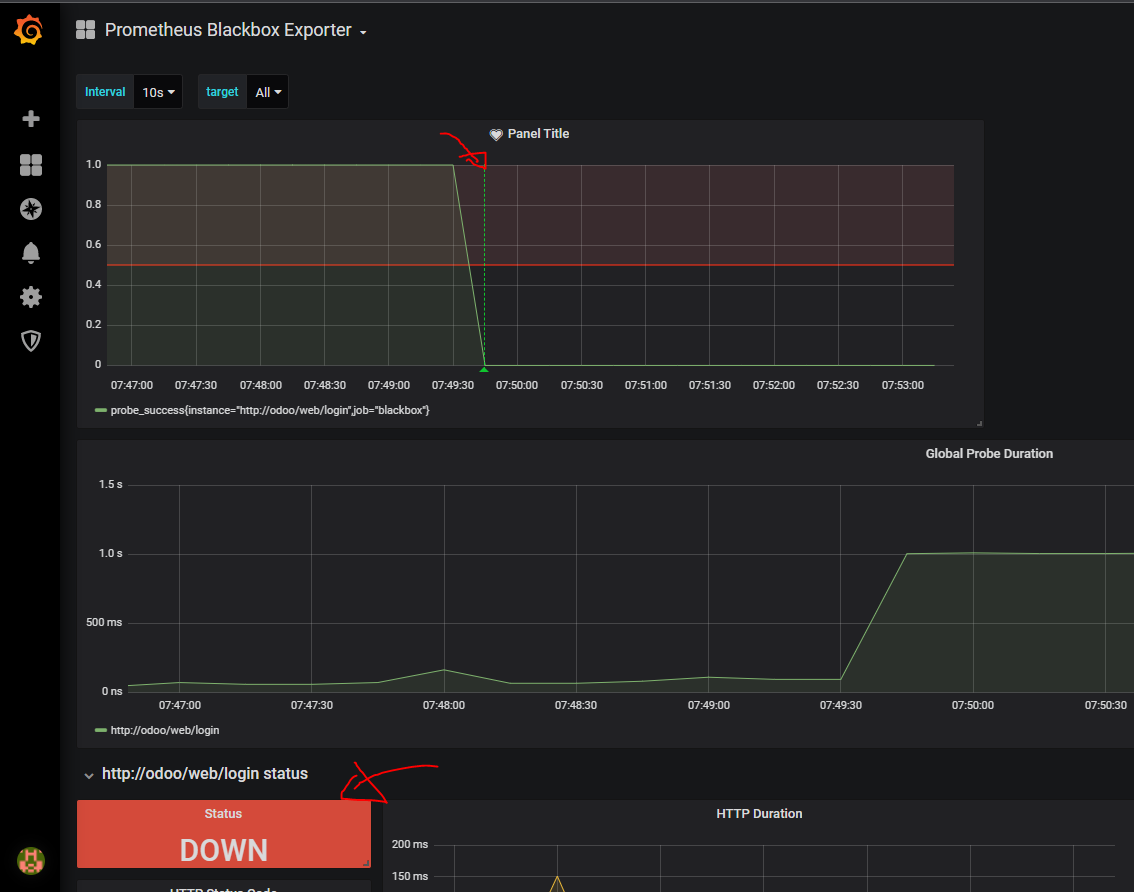 Prometheus Blackbox Exporter
Interval 10s target All
Panel Title
1.0
0.8
0.6
0.4
0.2
0
07:47:00 07:47:30 07:48:00 07:48:30 07:49:00 07:49:30 07:50:00 07:50:30 07:51:00 07:51:30 07:52:00 07:52:30 07:53:00
probe_success{instance="http://odoo/web/login",job="blackbox"}
Global Probe Duration
1.5 s
1.0 s
500 ms
0 ns
07:47:00 07:47:30 07:48:00 07:48:30 07:49:00 07:49:30 07:50:00 07:50:30
http://odoo/web/login
http://odoo/web/login status
Status
DOWN
HTTP Duration
200 ms
150 ms
HTTP Status Code